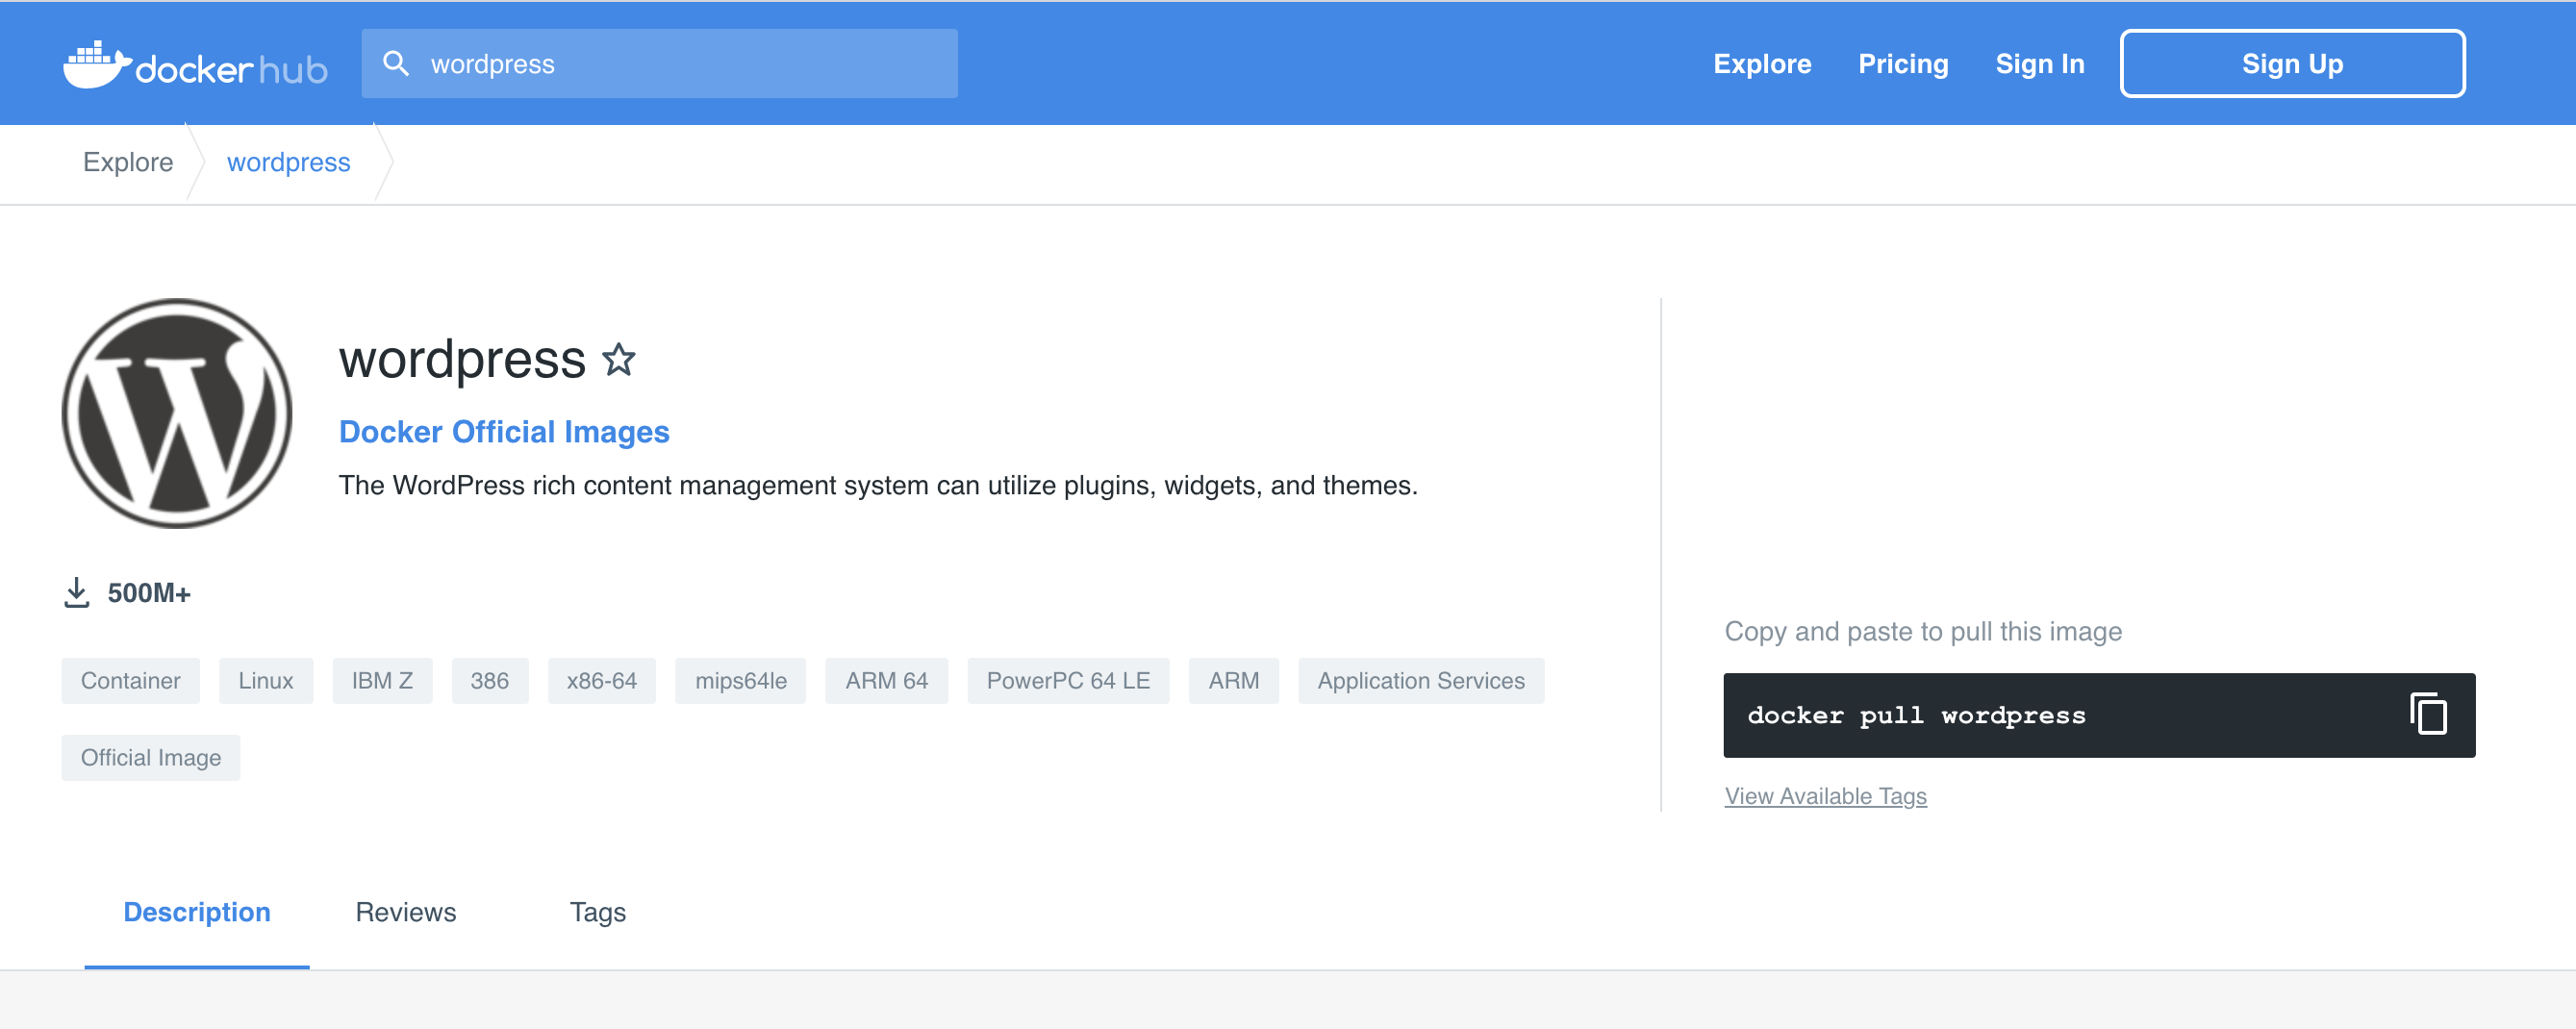 docker hub
wordpress
Explore
Pricing
Sign In
Sign Up
Explore
wordpress
wordpress
Docker Official Images
The WordPress rich content management system can utilize plugins, widgets, and themes.
500M+
Container
Linux
IBM Z
386
x86-64
mips64le
ARM 64
PowerPC 64 LE
ARM
Application Services
Official Image
Copy and paste to pull this image
docker pull wordpress
View Available Tags
Description
Reviews
Tags